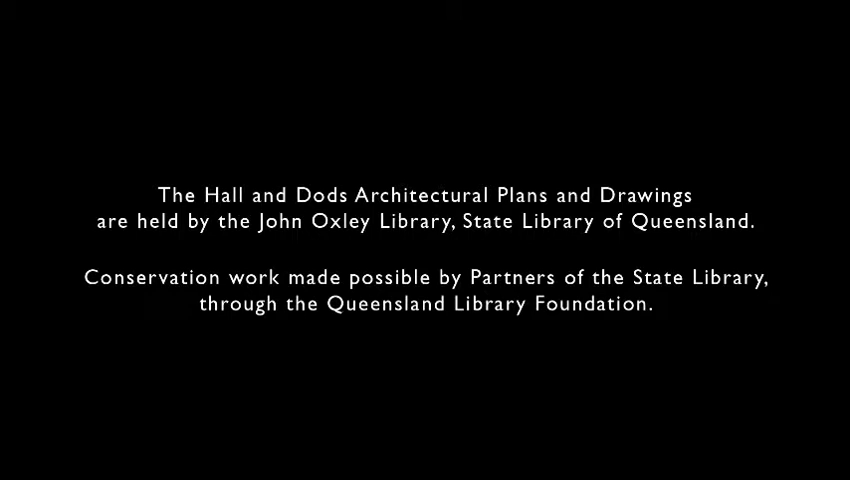 The Hall and Dods Architectural Plans and Drawings
are held by the John Oxley Library, State Library of Queensland.
Conservation work made possible by Partners of the State Library,
through the Queensland Library Foundation.